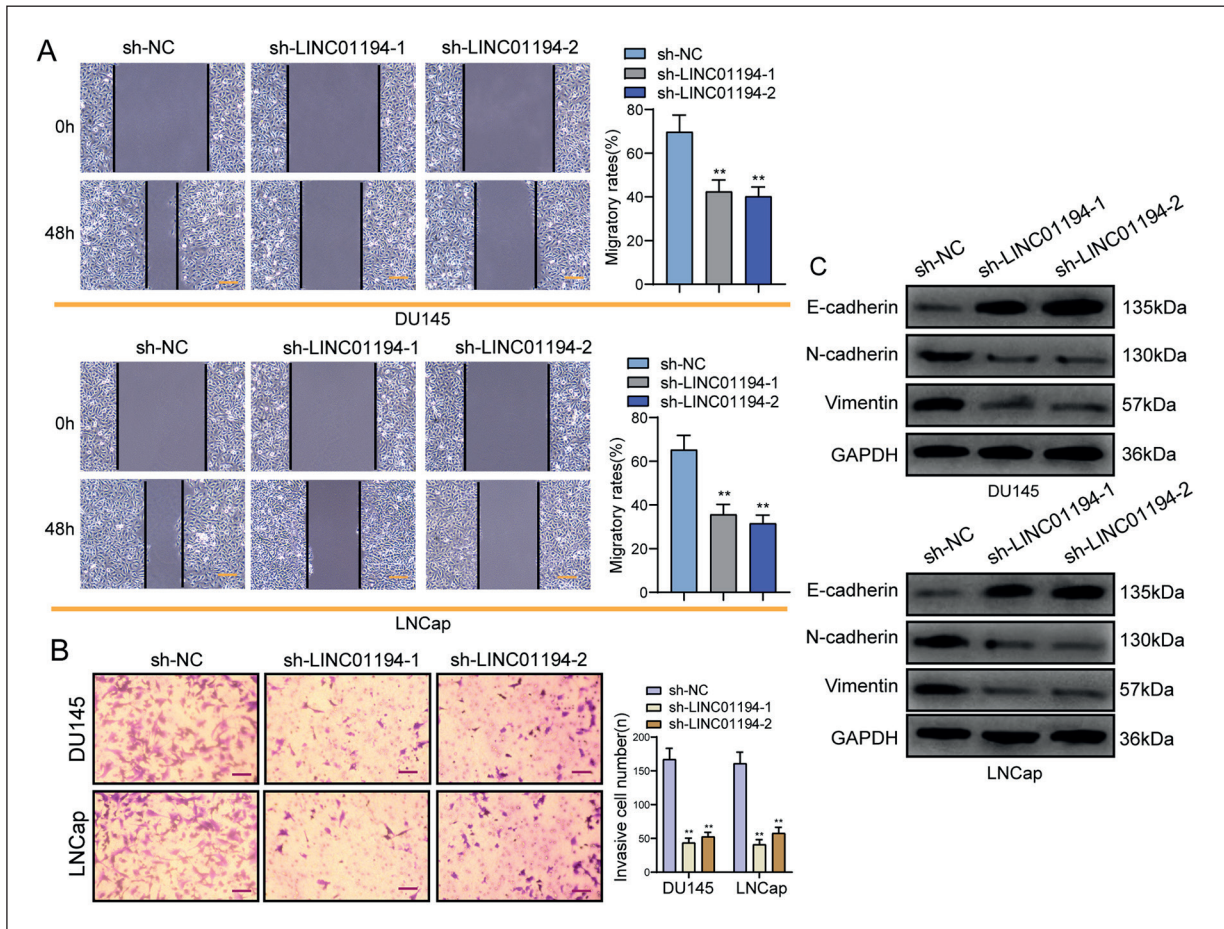 A
sh-NC sh-LINC01194-1 sh-LINC01194-2
0h
48h
DU145
sh-NC
sh-LINC01194-1
sh-LINC01194-2
80
60
40
20
0
Migratory rates(%)
** **
sh-NC sh-LINC01194-1 sh-LINC01194-2
0h
48h
LNCap
sh-NC
sh-LINC01194-1
sh-LINC01194-2
80
60
40
20
0
Migratory rates(%)
** **
B
sh-NC sh-LINC01194-1 sh-LINC01194-2
DU145
LNCap
sh-NC
sh-LINC01194-1
sh-LINC01194-2
200
150
100
50
0
Invasive cell number(n)
** ** ** **
DU145 LNCap
C
sh-NC sh-LINC01194-1 sh-LINC01194-2
E-cadherin 135kDa
N-cadherin 130kDa
Vimentin 57kDa
GAPDH 36kDa
DU145
sh-NC sh-LINC01194-1 sh-LINC01194-2
E-cadherin 135kDa
N-cadherin 130kDa
Vimentin 57kDa
GAPDH 36kDa
LNCap